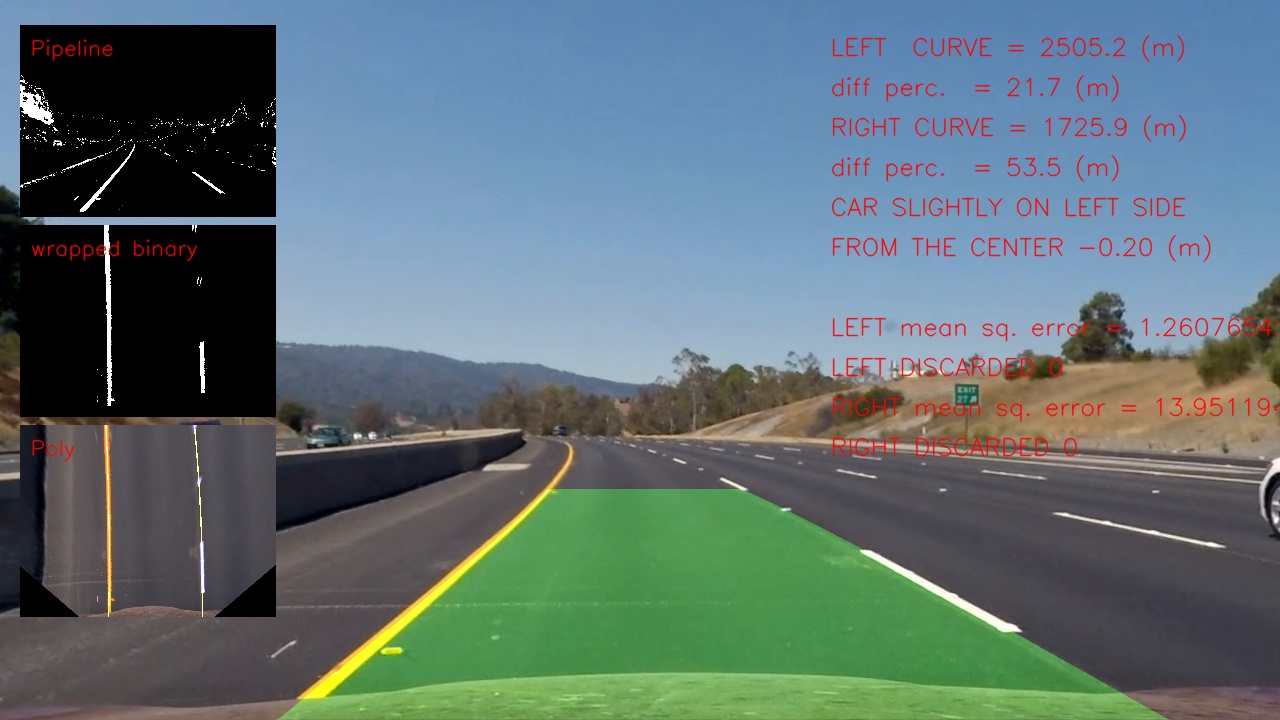 Pipeline
wrapped binary
Poly
LEFT CURVE = 2505.2 (m)
diff perc. = 21.7 (m)
RIGHT CURVE = 1725.9 (m)
diff perc. = 53.5 (m)
CAR SLIGHTLY ON LEFT SIDE
FROM THE CENTER -0.20 (m)
LEFT mean sq. error = 1.2607654
LEFT DISCARDED 0
EXIT
RIGHT mean sq. error = 13.95119
RIGHT DISCARDED 0